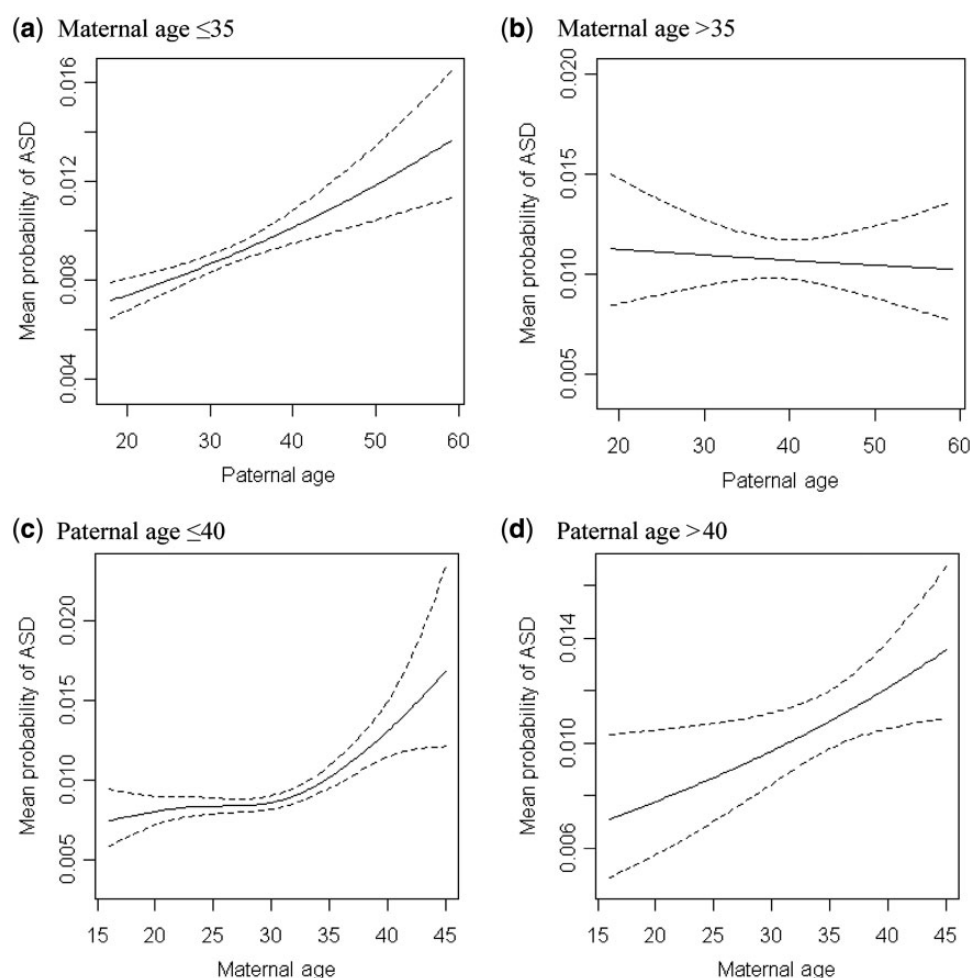 (a) Maternal age ≤35
Mean probability of ASD
0.004 0.008 0.012 0.016
20 30 40 50 60
Paternal age
(b) Maternal age >35
Mean probability of ASD
0.005 0.010 0.015 0.020
20 30 40 50 60
Paternal age
(c) Paternal age ≤40
Mean probability of ASD
0.005 0.010 0.015 0.020
15 20 25 30 35 40 45
Maternal age
(d) Paternal age >40
Mean probability of ASD
0.006 0.010 0.014
15 20 25 30 35 40 45
Maternal age